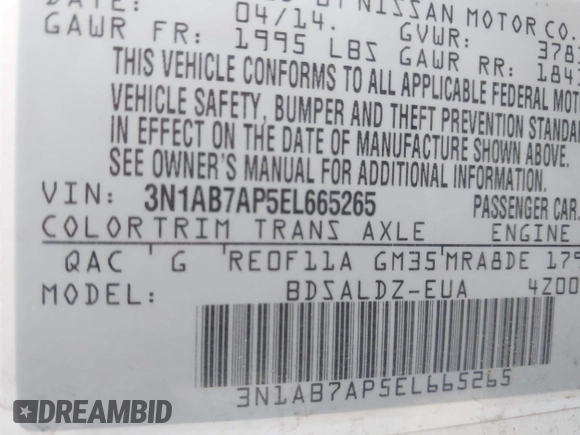 DATE:
04/14.
BY NISSAN MOTOR CO.
GAWR FR: 1995 LBS
GVWR:
GAWR RR:
THIS VEHICLE CONFORMS TO ALL APPLICABLE FEDERAL
VEHICLE SAFETY, BUMPER AND THEFT PREVENTION
IN EFFECT ON THE DATE OF MANUFACTURE SHOWN ABOVE.
SEE OWNER'S MANUAL FOR ADDITIONAL INFORMATION.
VIN: 3N1AB7AP5EL665265 PASSENGER CAR
COLOR TRIM TRANS AXLE ENGINE
QAC G RE0F11A GM35 MRA8DE
MODEL: BDSALDZ-EUA
3N1AB7AP5EL665265
DREAMBID